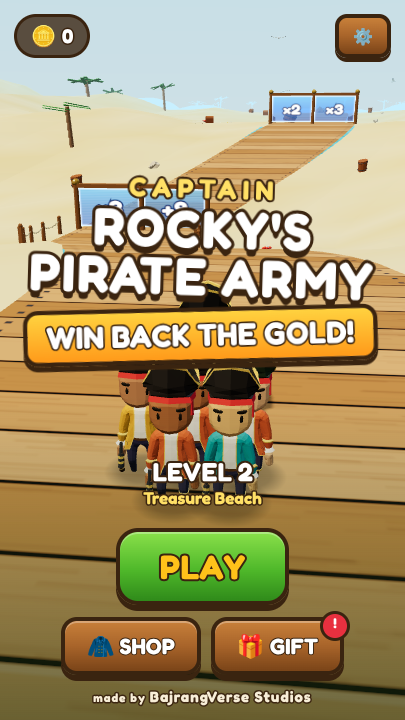 0
x2 x3
CAPTAIN
ROCKY'S
PIRATE ARMY
WIN BACK THE GOLD!
LEVEL 2
Treasure Beach
PLAY
SHOP
GIFT
!
made by BajrangVerse Studios